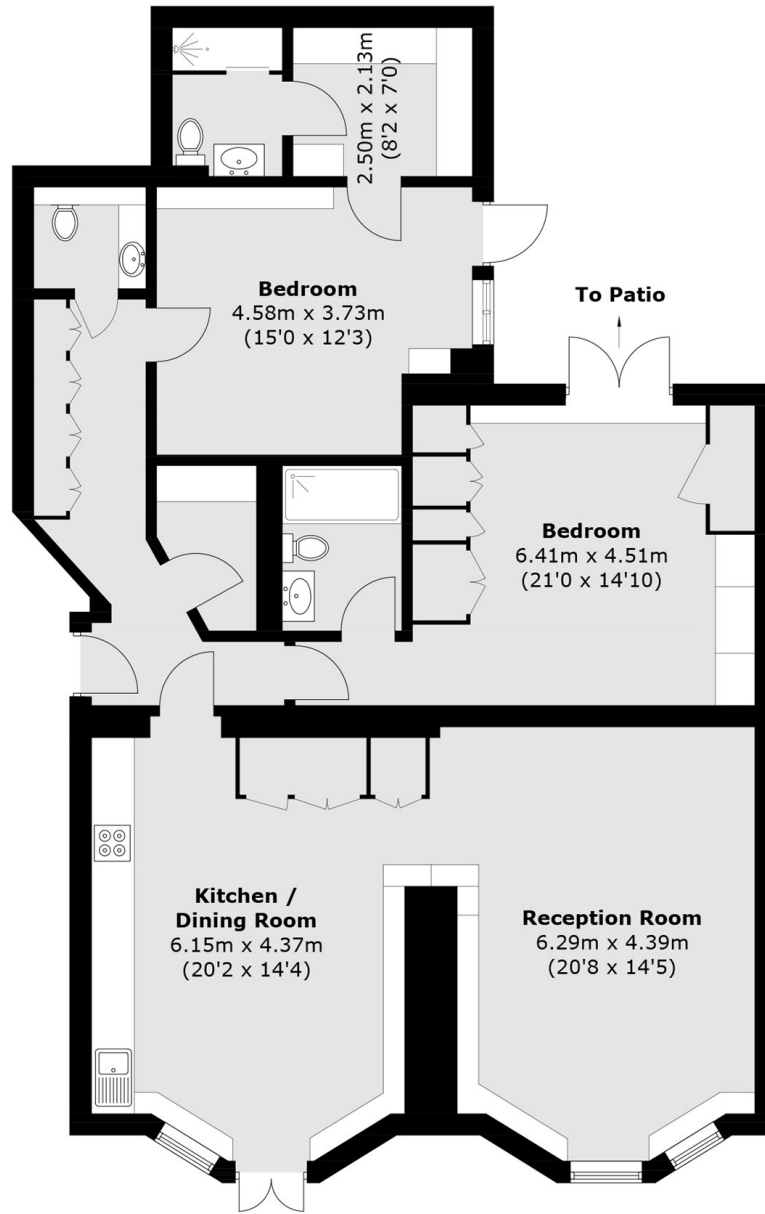 2.50m x 2.13m
(8'2 x 7'0)
Bedroom
4.58m x 3.73m
(15'0 x 12'3)
To Patio
Bedroom
6.41m x 4.51m
(21'0 x 14'10)
Kitchen /
Dining Room
6.15m x 4.37m
(20'2 x 14'4)
Reception Room
6.29m x 4.39m
(20'8 x 14'5)